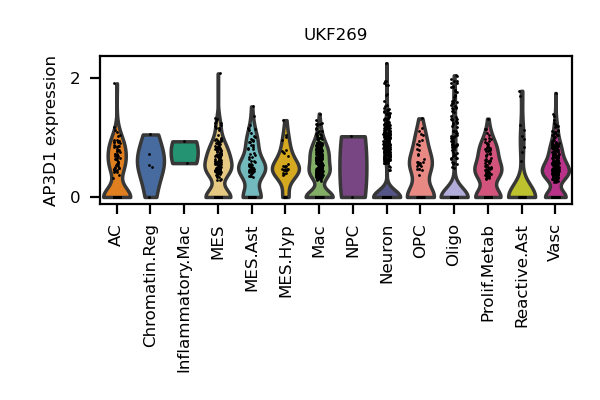 UKF269
AP3D1 expression
2
0
AC
Chromatin.Reg
Inflammatory.Mac
MES
MES.Ast
MES.Hyp
Mac
NPC
Neuron
OPC
Oligo
Prolif.Metab
Reactive.Ast
Vasc